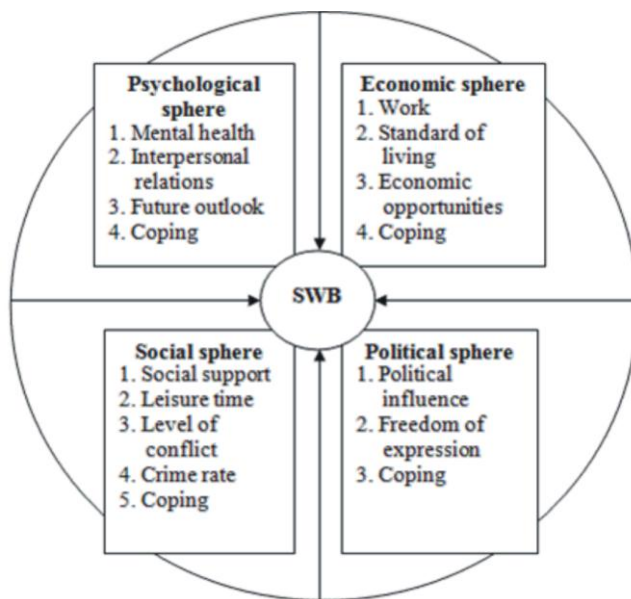 Psychological
sphere
1. Mental health
2. Interpersonal
relations
3. Future outlook
4. Coping
Economic sphere
1. Work
2. Standard of
living
3. Economic
opportunities
4. Coping
SWB
Social sphere
1. Social support
2. Leisure time
3. Level of
conflict
4. Crime rate
5. Coping
Political sphere
1. Political
influence
2. Freedom of
expression
3. Coping